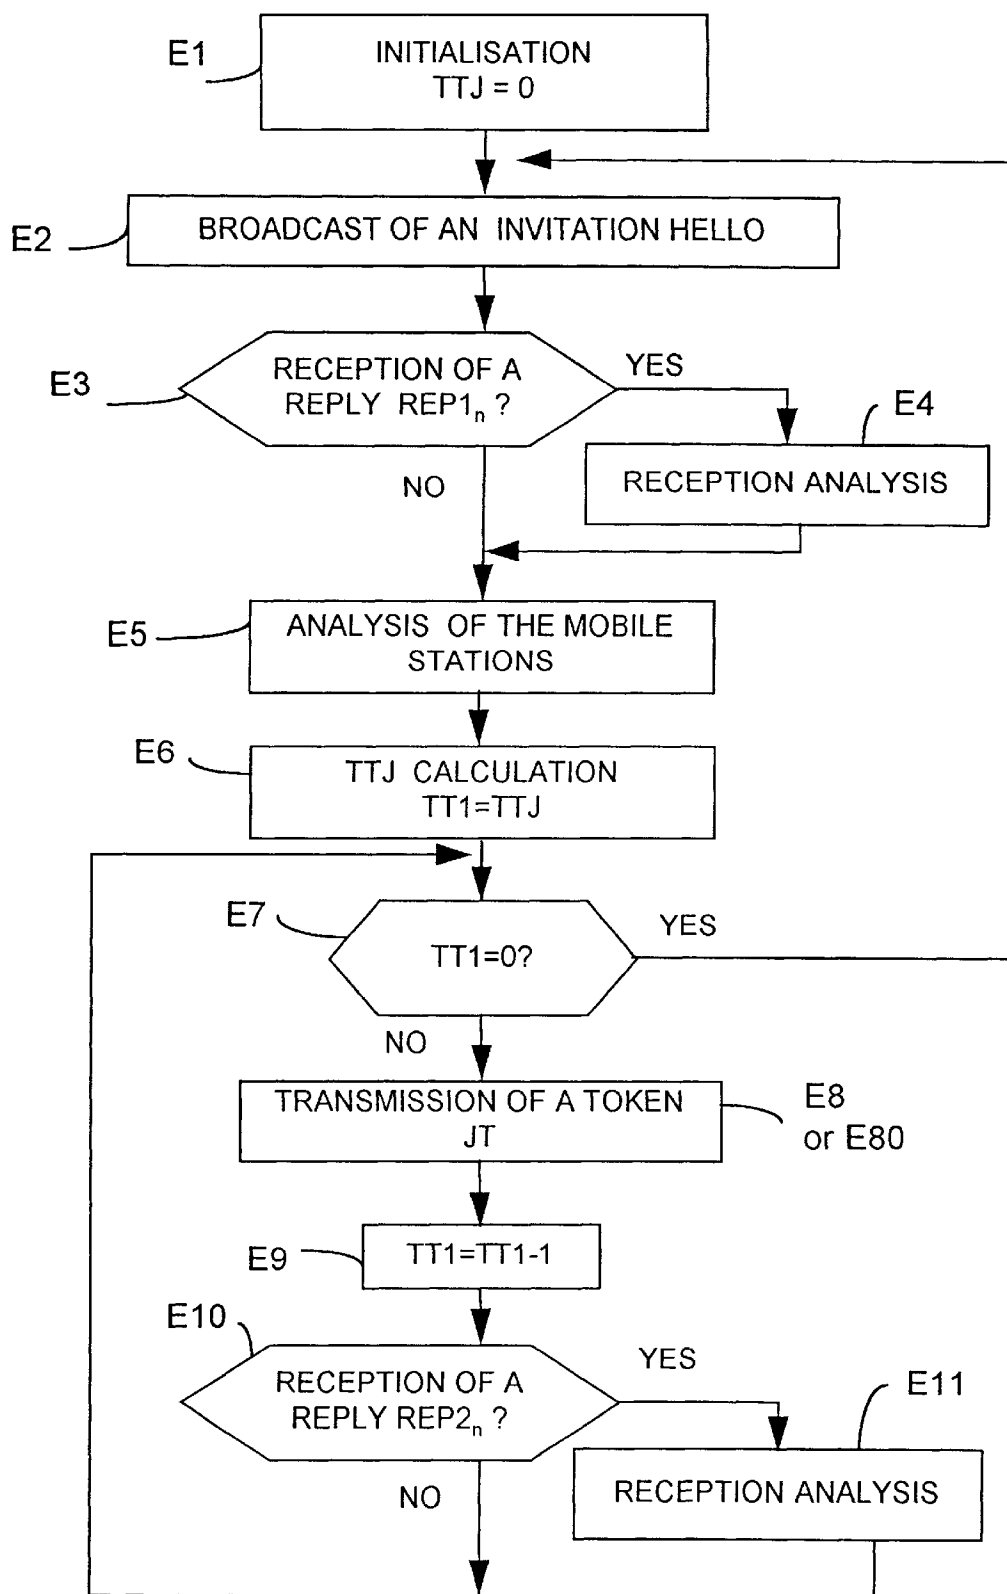 E1
INITIALISATION
TTJ = 0
E2
BROADCAST OF AN INVITATION HELLO
E3
RECEPTION OF A
REPLY REP1n ?
YES
E4
RECEPTION ANALYSIS
NO
E5
ANALYSIS OF THE MOBILE
STATIONS
E6
TTJ CALCULATION
TT1=TTJ
E7
TT1=0?
YES
NO
TRANSMISSION OF A TOKEN
JT
E8
or E80
E9
TT1=TT1-1
E10
RECEPTION OF A
REPLY REP2n ?
YES
E11
RECEPTION ANALYSIS
NO